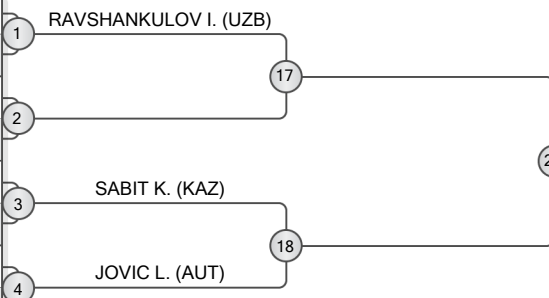 RAVSHANKULOV I. (UZB)
1
17
2
SABIT K. (KAZ)
3
18
JOVIC L. (AUT)
4